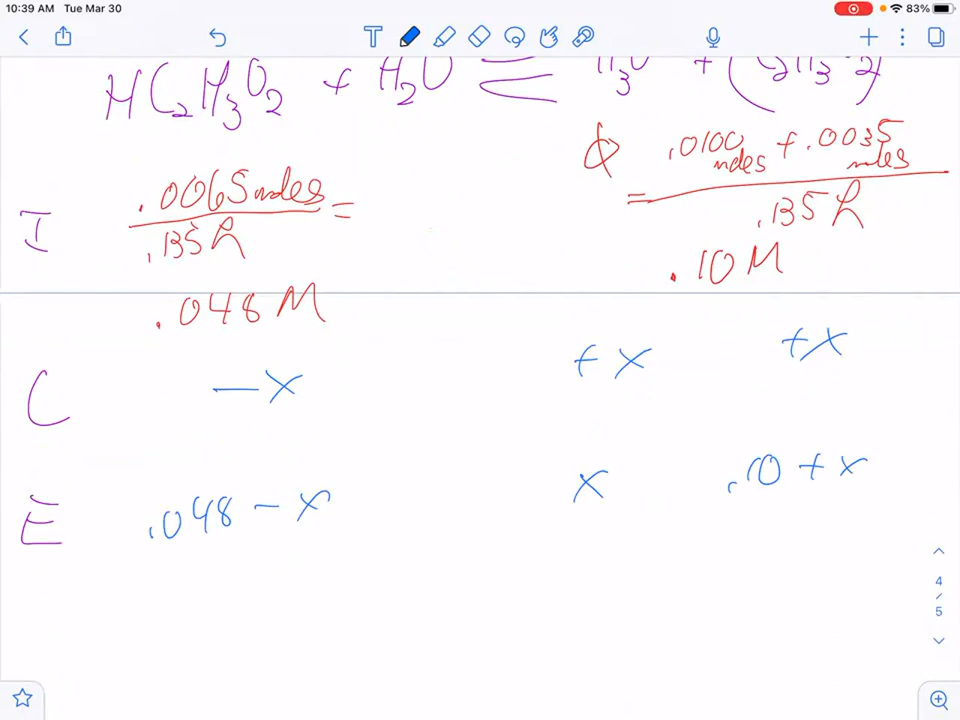 10:39 AM Tue Mar 30
83%
HC₂H₃O₂ + H₂O ⇌ H₃O + (C₂H₃O₂)
.0065 moles / .135 L =
Ø
= .0100 moles + .0035 moles / .135 L
I
.10 M
.048 M
C −x +x +x
E .048 − x x .10 + x
4
/
5